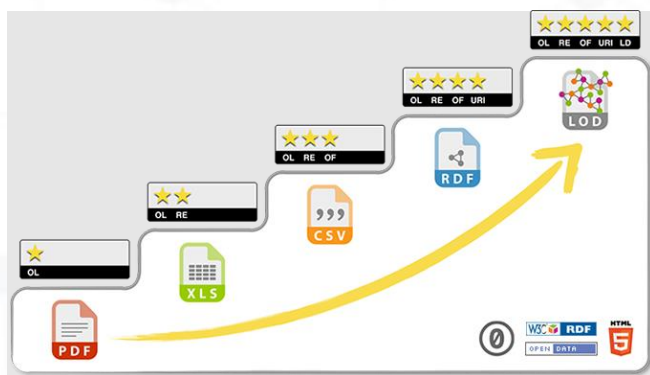 OL RE OF URI LD
OL RE OF URI
LOD
OL RE OF
RDF
OL RE
CSV
OL
XLS
PDF
0
W3C RDF
OPEN DATA
HTML
5